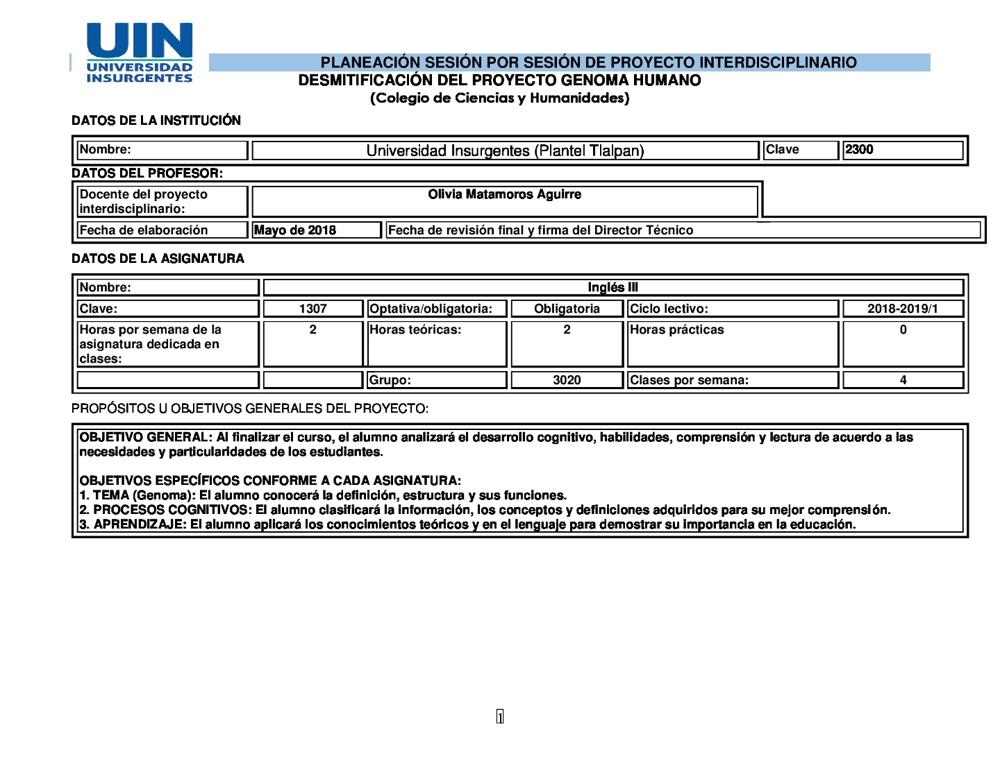 UIN
UNIVERSIDAD
INSURGENTES
PLANEACIÓN SESIÓN POR SESIÓN DE PROYECTO INTERDISCIPLINARIO
DESMITIFICACIÓN DEL PROYECTO GENOMA HUMANO
(Colegio de Ciencias y Humanidades)
DATOS DE LA INSTITUCIÓN
Nombre: Universidad Insurgentes (Plantel Tlalpan) Clave 2300
DATOS DEL PROFESOR:
Docente del proyecto Olivia Matamoros Aguirre
interdisciplinario:
Fecha de elaboración Mayo de 2018 Fecha de revisión final y firma del Director Técnico
DATOS DE LA ASIGNATURA
Nombre: Inglés III
Clave: 1307 Optativa/obligatoria: Obligatoria Ciclo lectivo: 2018-2019/1
Horas por semana de la 2 Horas teóricas: 2 Horas prácticas 0
asignatura dedicada en
clases:
Grupo: 3020 Clases por semana: 4
PROPÓSITOS U OBJETIVOS GENERALES DEL PROYECTO:
OBJETIVO GENERAL: Al finalizar el curso, el alumno analizará el desarrollo cognitivo, habilidades, comprensión y lectura de acuerdo a las
necesidades y particularidades de los estudiantes.
OBJETIVOS ESPECÍFICOS CONFORME A CADA ASIGNATURA:
1. TEMA (Genoma): El alumno conocerá la definición, estructura y sus funciones.
2. PROCESOS COGNITIVOS: El alumno clasificará la información, los conceptos y definiciones adquiridos para su mejor comprensión.
3. APRENDIZAJE: El alumno aplicará los conocimientos teóricos y en el lenguaje para demostrar su importancia en la educación.
1